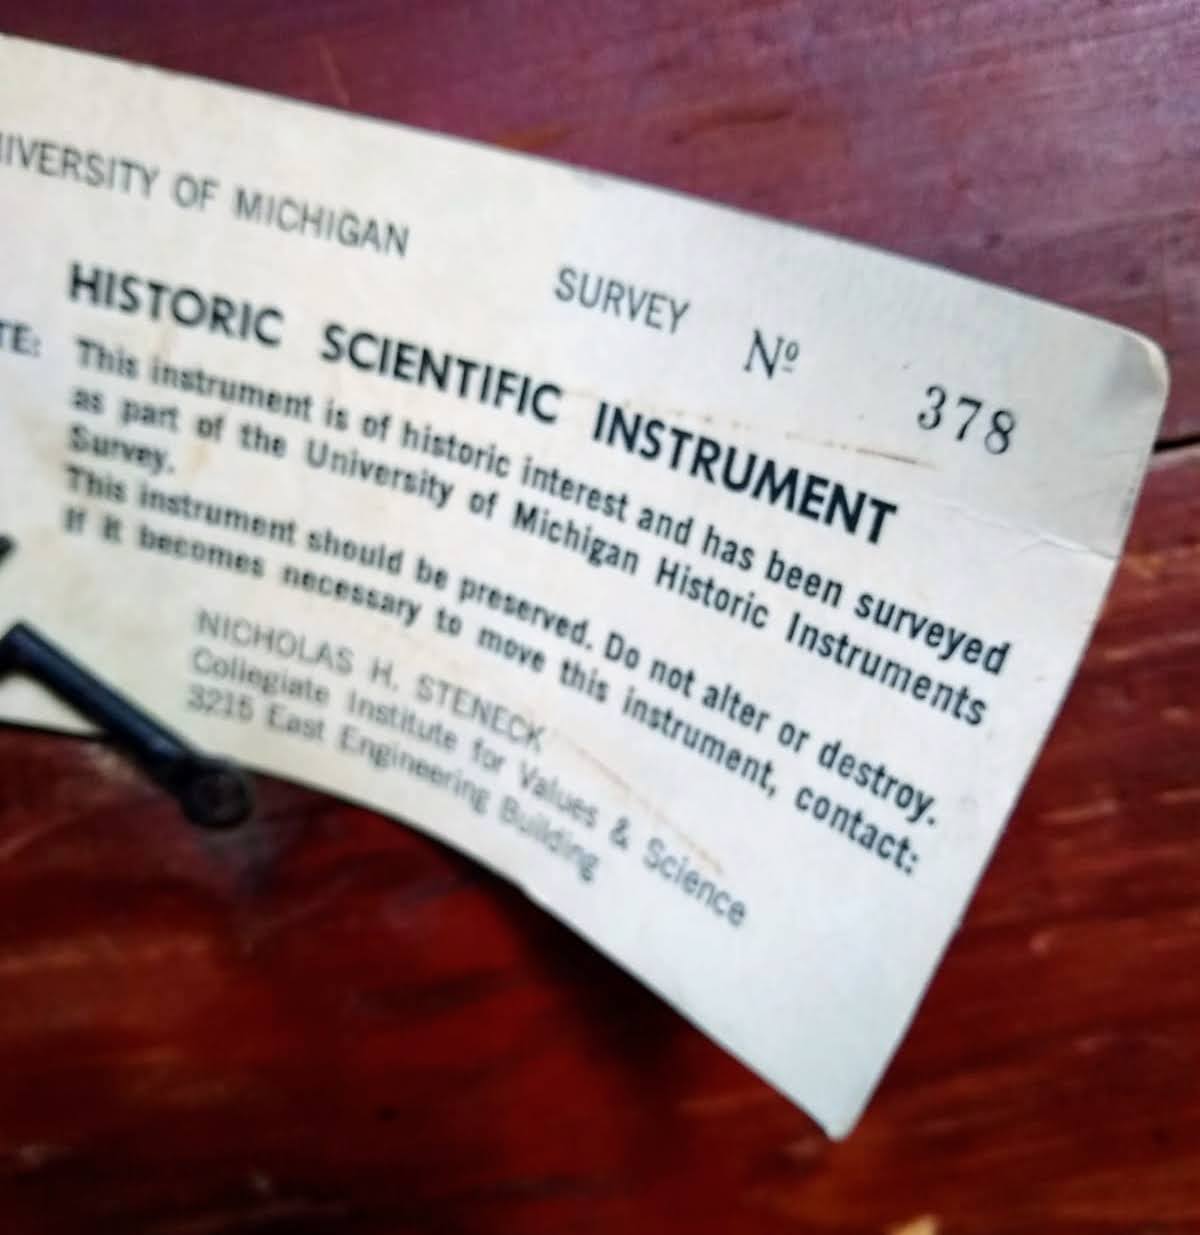 NIVERSITY OF MICHIGAN SURVEY Nº 378
HISTORIC SCIENTIFIC INSTRUMENT
TE: This instrument is of historic interest and has been surveyed
as part of the University of Michigan Historic Instruments
Survey.
This instrument should be preserved. Do not alter or destroy.
If it becomes necessary to move this instrument, contact:
NICHOLAS H. STENECK
Collegiate Institute for Values & Science
3215 East Engineering Building